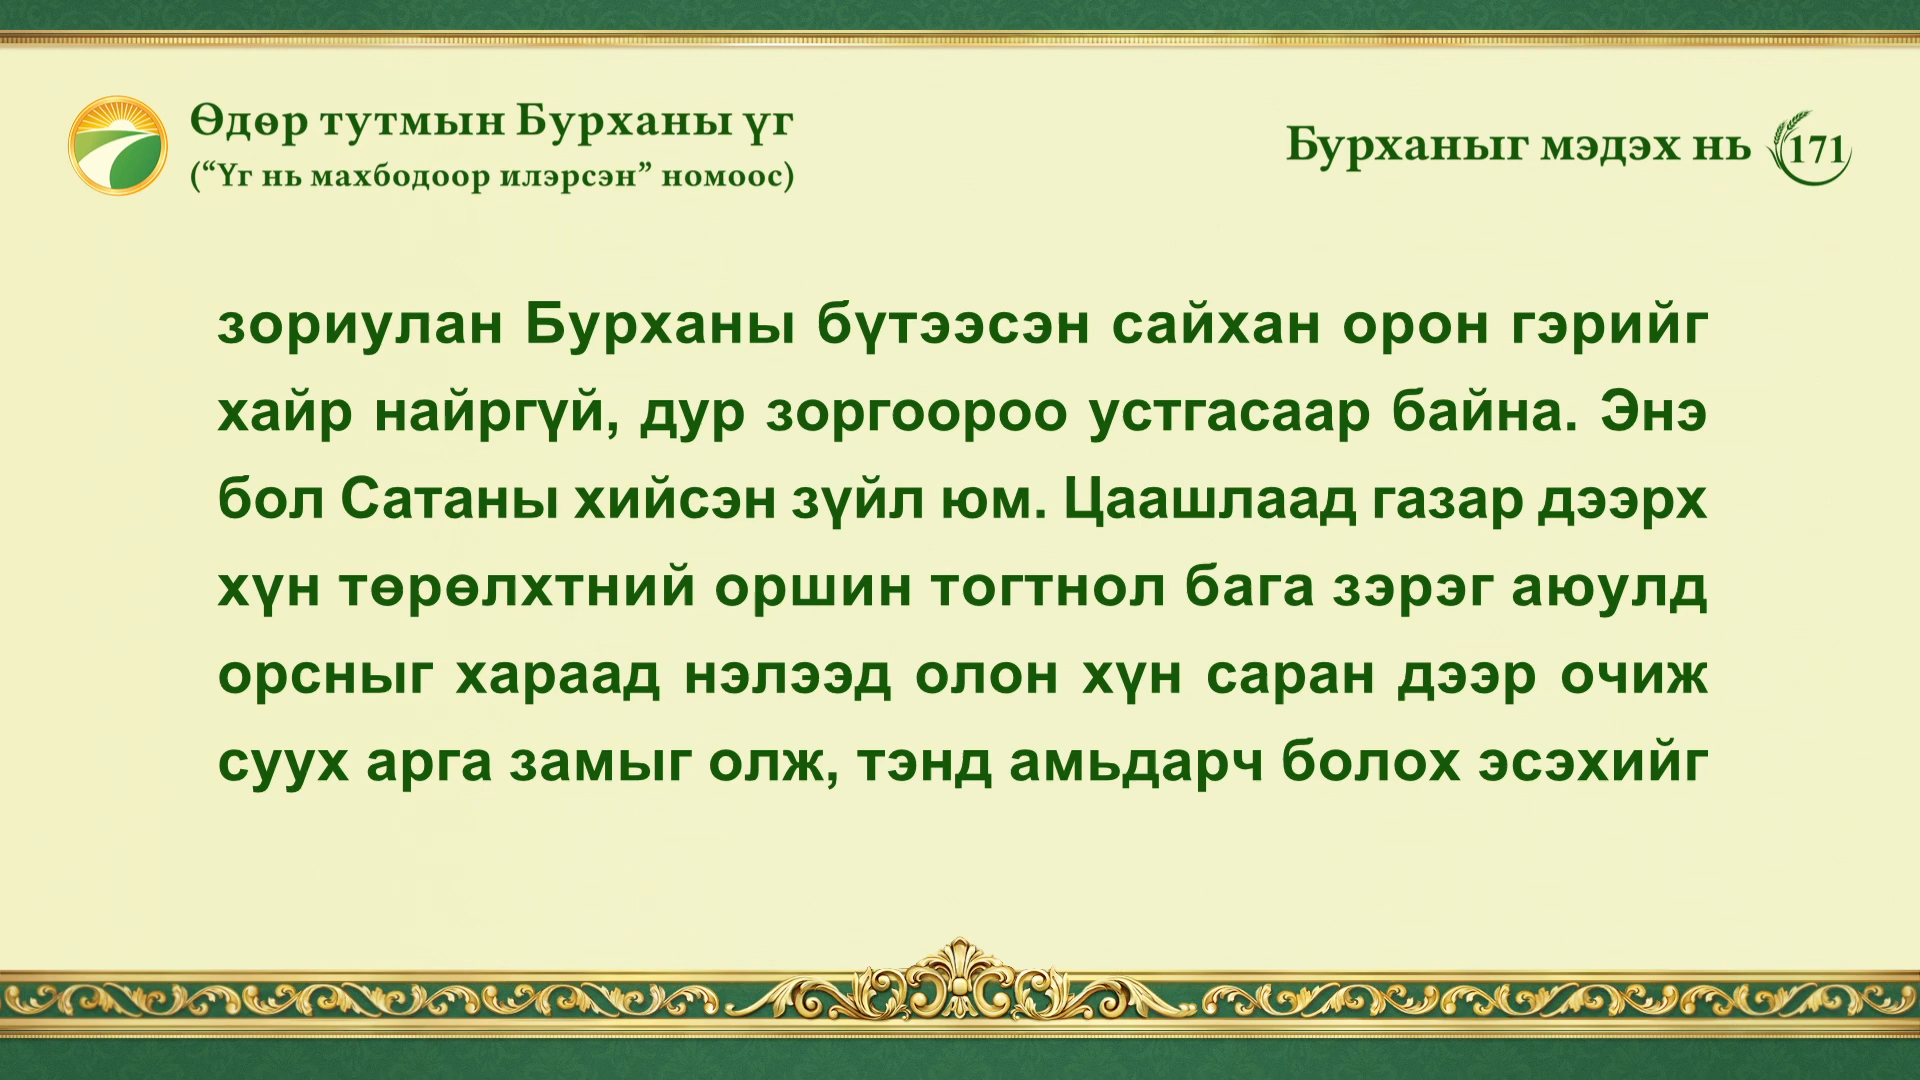 Өдөр тутмын Бурханы үг
(“Үг нь махбодоор илэрсэн” номоос)
Бурханыг мэдэх нь 171
зориулан Бурханы бүтээсэн сайхан орон гэрийг
хайр найргүй, дур зоргоороо устгасаар байна. Энэ
бол Сатаны хийсэн зүйл юм. Цаашлаад газар дээрх
хүн төрөлхтний оршин тогтнол бага зэрэг аюулд
орсныг хараад нэлээд олон хүн саран дээр очиж
суух арга замыг олж, тэнд амьдарч болох эсэхийг